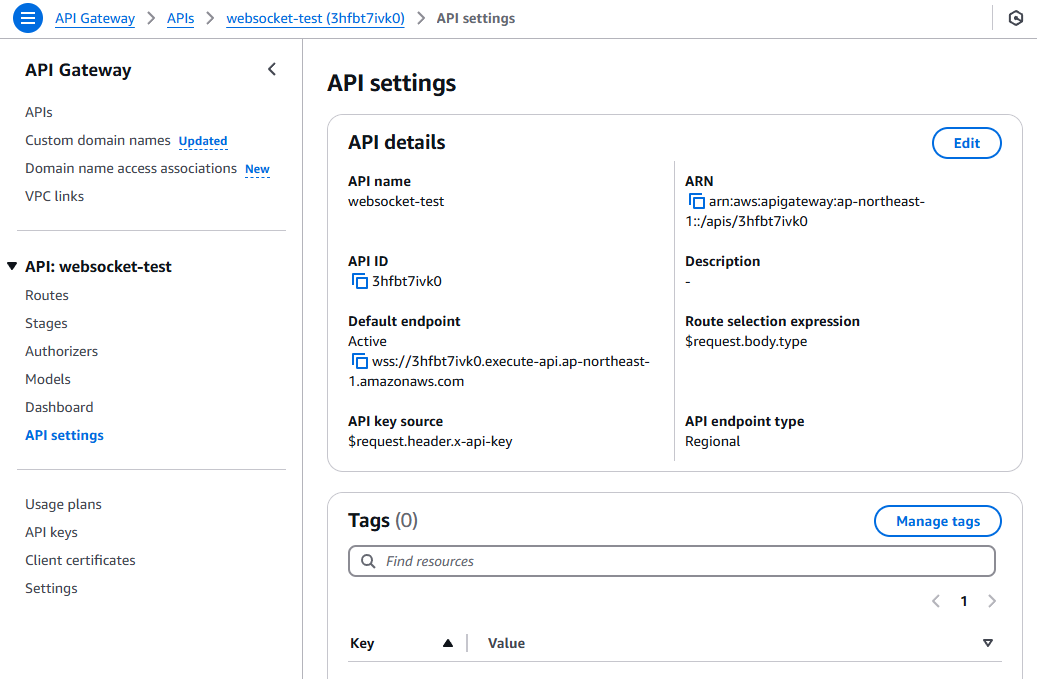 API Gateway > APIs > websocket-test (3hfbt7ivk0) > API settings
API Gateway
APIs
Custom domain names Updated
Domain name access associations New
VPC links
API: websocket-test
Routes
Stages
Authorizers
Models
Dashboard
API settings
Usage plans
API keys
Client certificates
Settings
API settings
API details
Edit
API name
websocket-test
ARN
arn:aws:apigateway:ap-northeast-
1::/apis/3hfbt7ivk0
API ID
3hfbt7ivk0
Description
-
Default endpoint
Active
wss://3hfbt7ivk0.execute-api.ap-northeast-
1.amazonaws.com
Route selection expression
$request.body.type
API key source
$request.header.x-api-key
API endpoint type
Regional
Tags (0)
Manage tags
Find resources
1
Key
Value